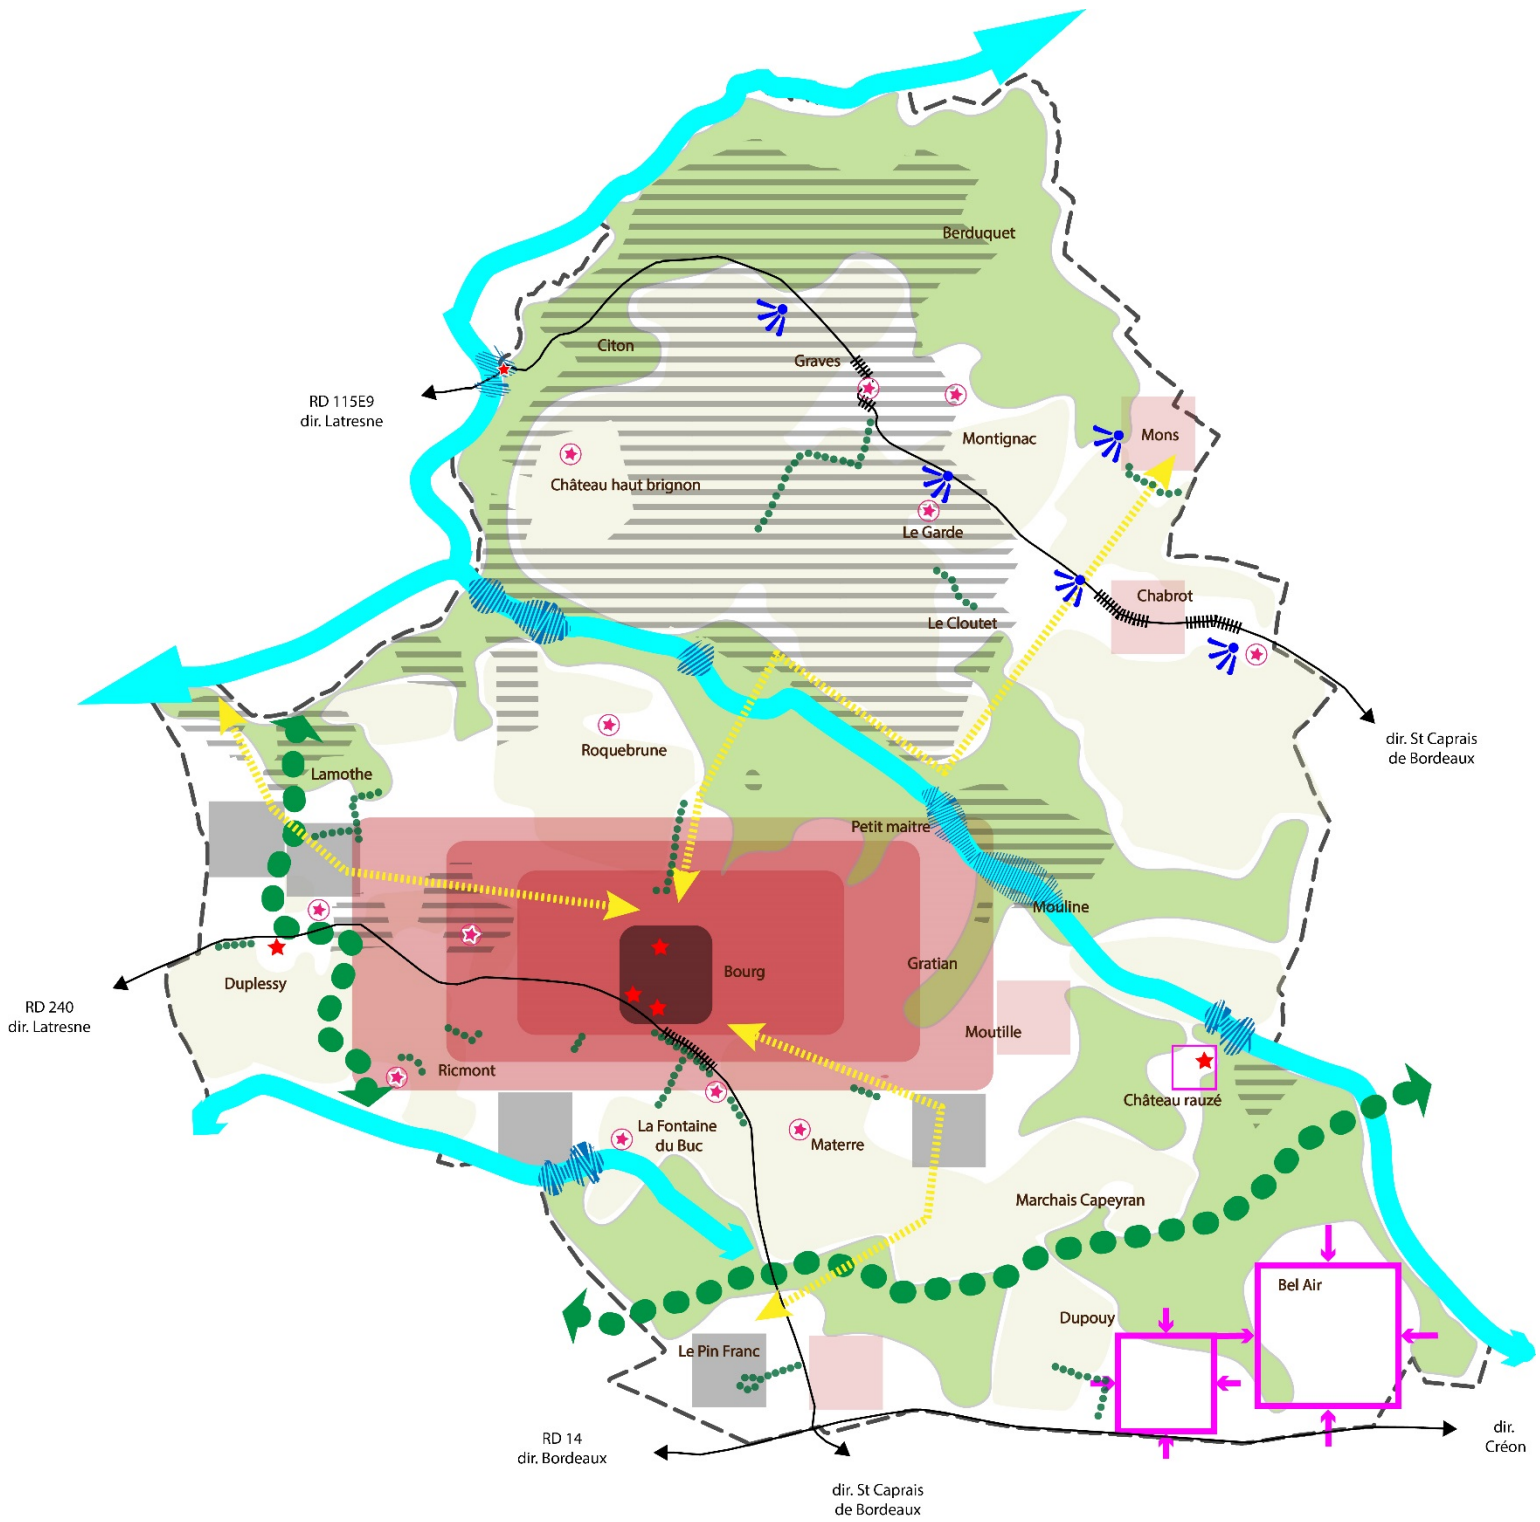 Berduquet
Citon
Graves
RD 115E9
dir. Latresne
Mons
Montignac
Château haut brignon
Le Garde
Chabrot
Le Cloutet
dir. St Caprais
de Bordeaux
Roquebrune
Lamothe
Petit maitre
Mouline
Bourg
Gratian
Duplessy
RD 240
dir. Latresne
Moutille
Ricmont
Château rauzé
La Fontaine
du Buc
Materre
Marchais Capeyran
Bel Air
Dupouy
Le Pin Franc
RD 14
dir. Bordeaux
dir.
Créon
dir. St Caprais
de Bordeaux